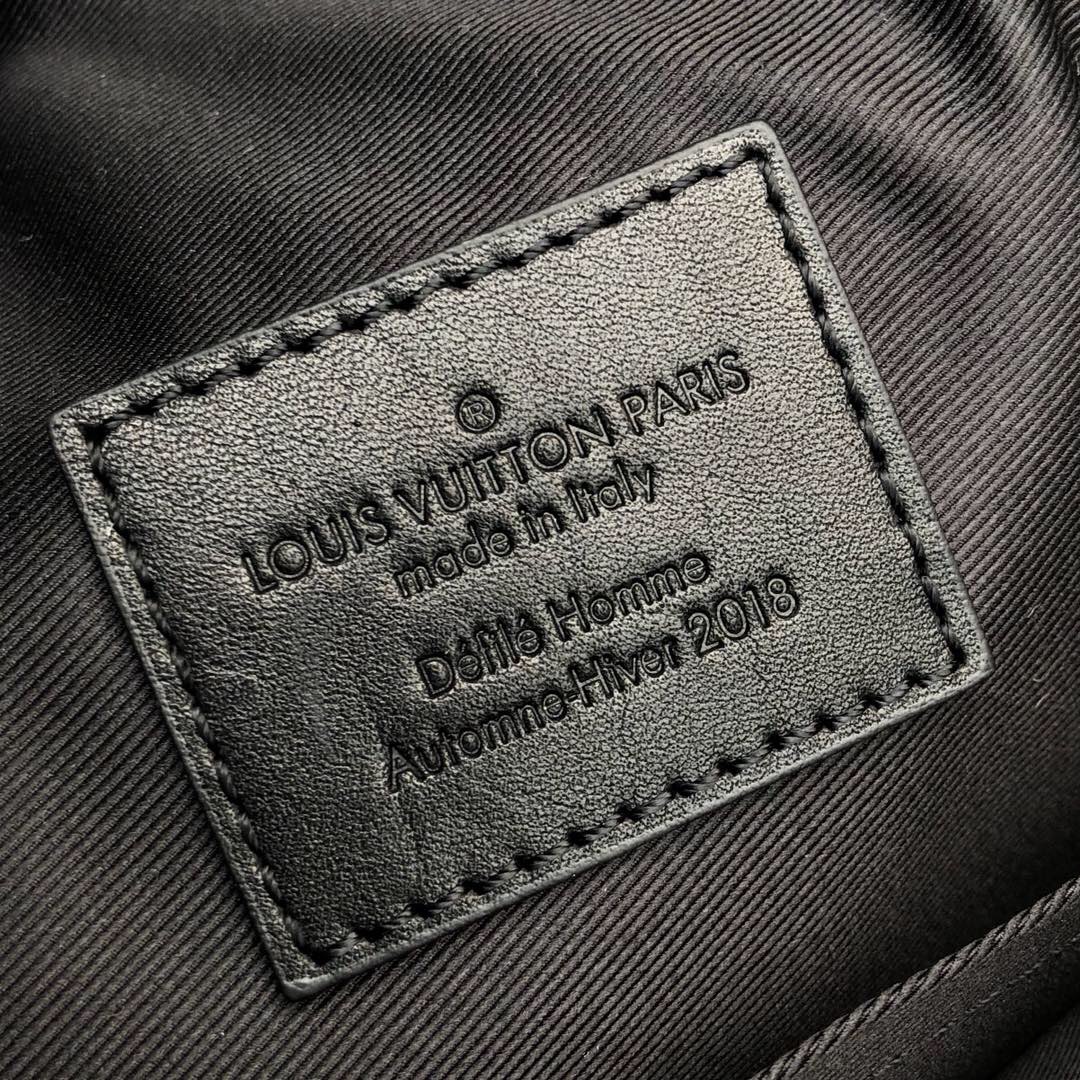 ®
LOUIS VUITTON PARIS
made in Italy
Défilé Homme
Automne-Hiver 2018